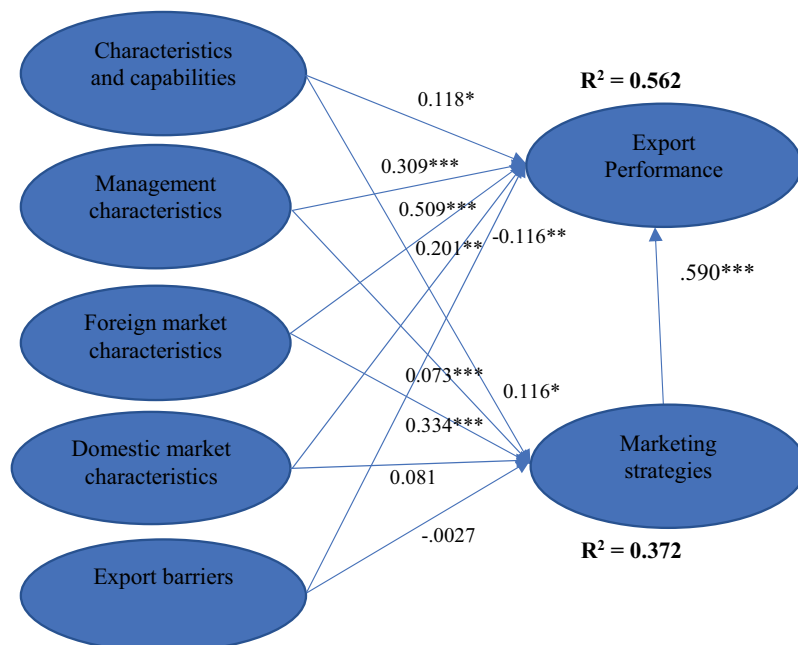 Characteristics
and capabilities
R² = 0.562
0.118*
Export
Performance
Management
characteristics
0.309***
0.509***
0.201**
-0.116**
.590***
Foreign market
characteristics
0.073***
0.116*
0.334***
Domestic market
characteristics
0.081
Marketing
strategies
-.0027
R² = 0.372
Export barriers